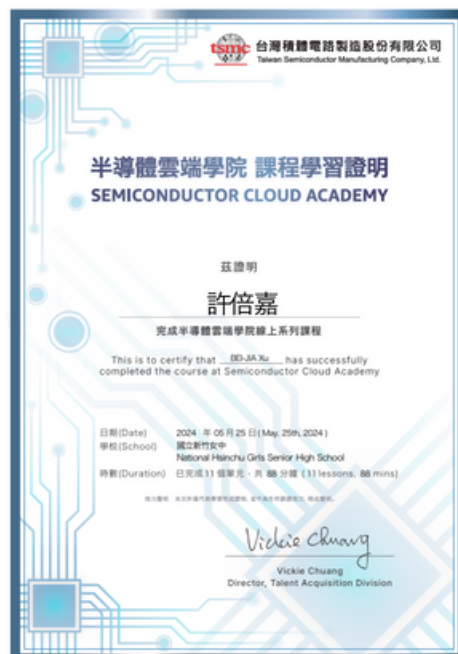 tsmc 台灣積體電路製造股份有限公司
Taiwan Semiconductor Manufacturing Company, Ltd.
半導體雲端學院 課程學習證明
SEMICONDUCTOR CLOUD ACADEMY
茲證明
許倍嘉
完成半導體雲端學院線上系列課程
This is to certify that BEI-JIA Xu has successfully
completed the course at Semiconductor Cloud Academy
日期(Date) 2024 年 05 月 25 日 ( May. 25th, 2024 )
學校(School) 國立新竹女中
National Hsinchu Girls Senior High School
時數(Duration) 已完成 11 個單元，共 88 分鐘 ( 11 lessons, 88 mins)
Vickie Chuang
Vickie Chuang
Director, Talent Acquisition Division